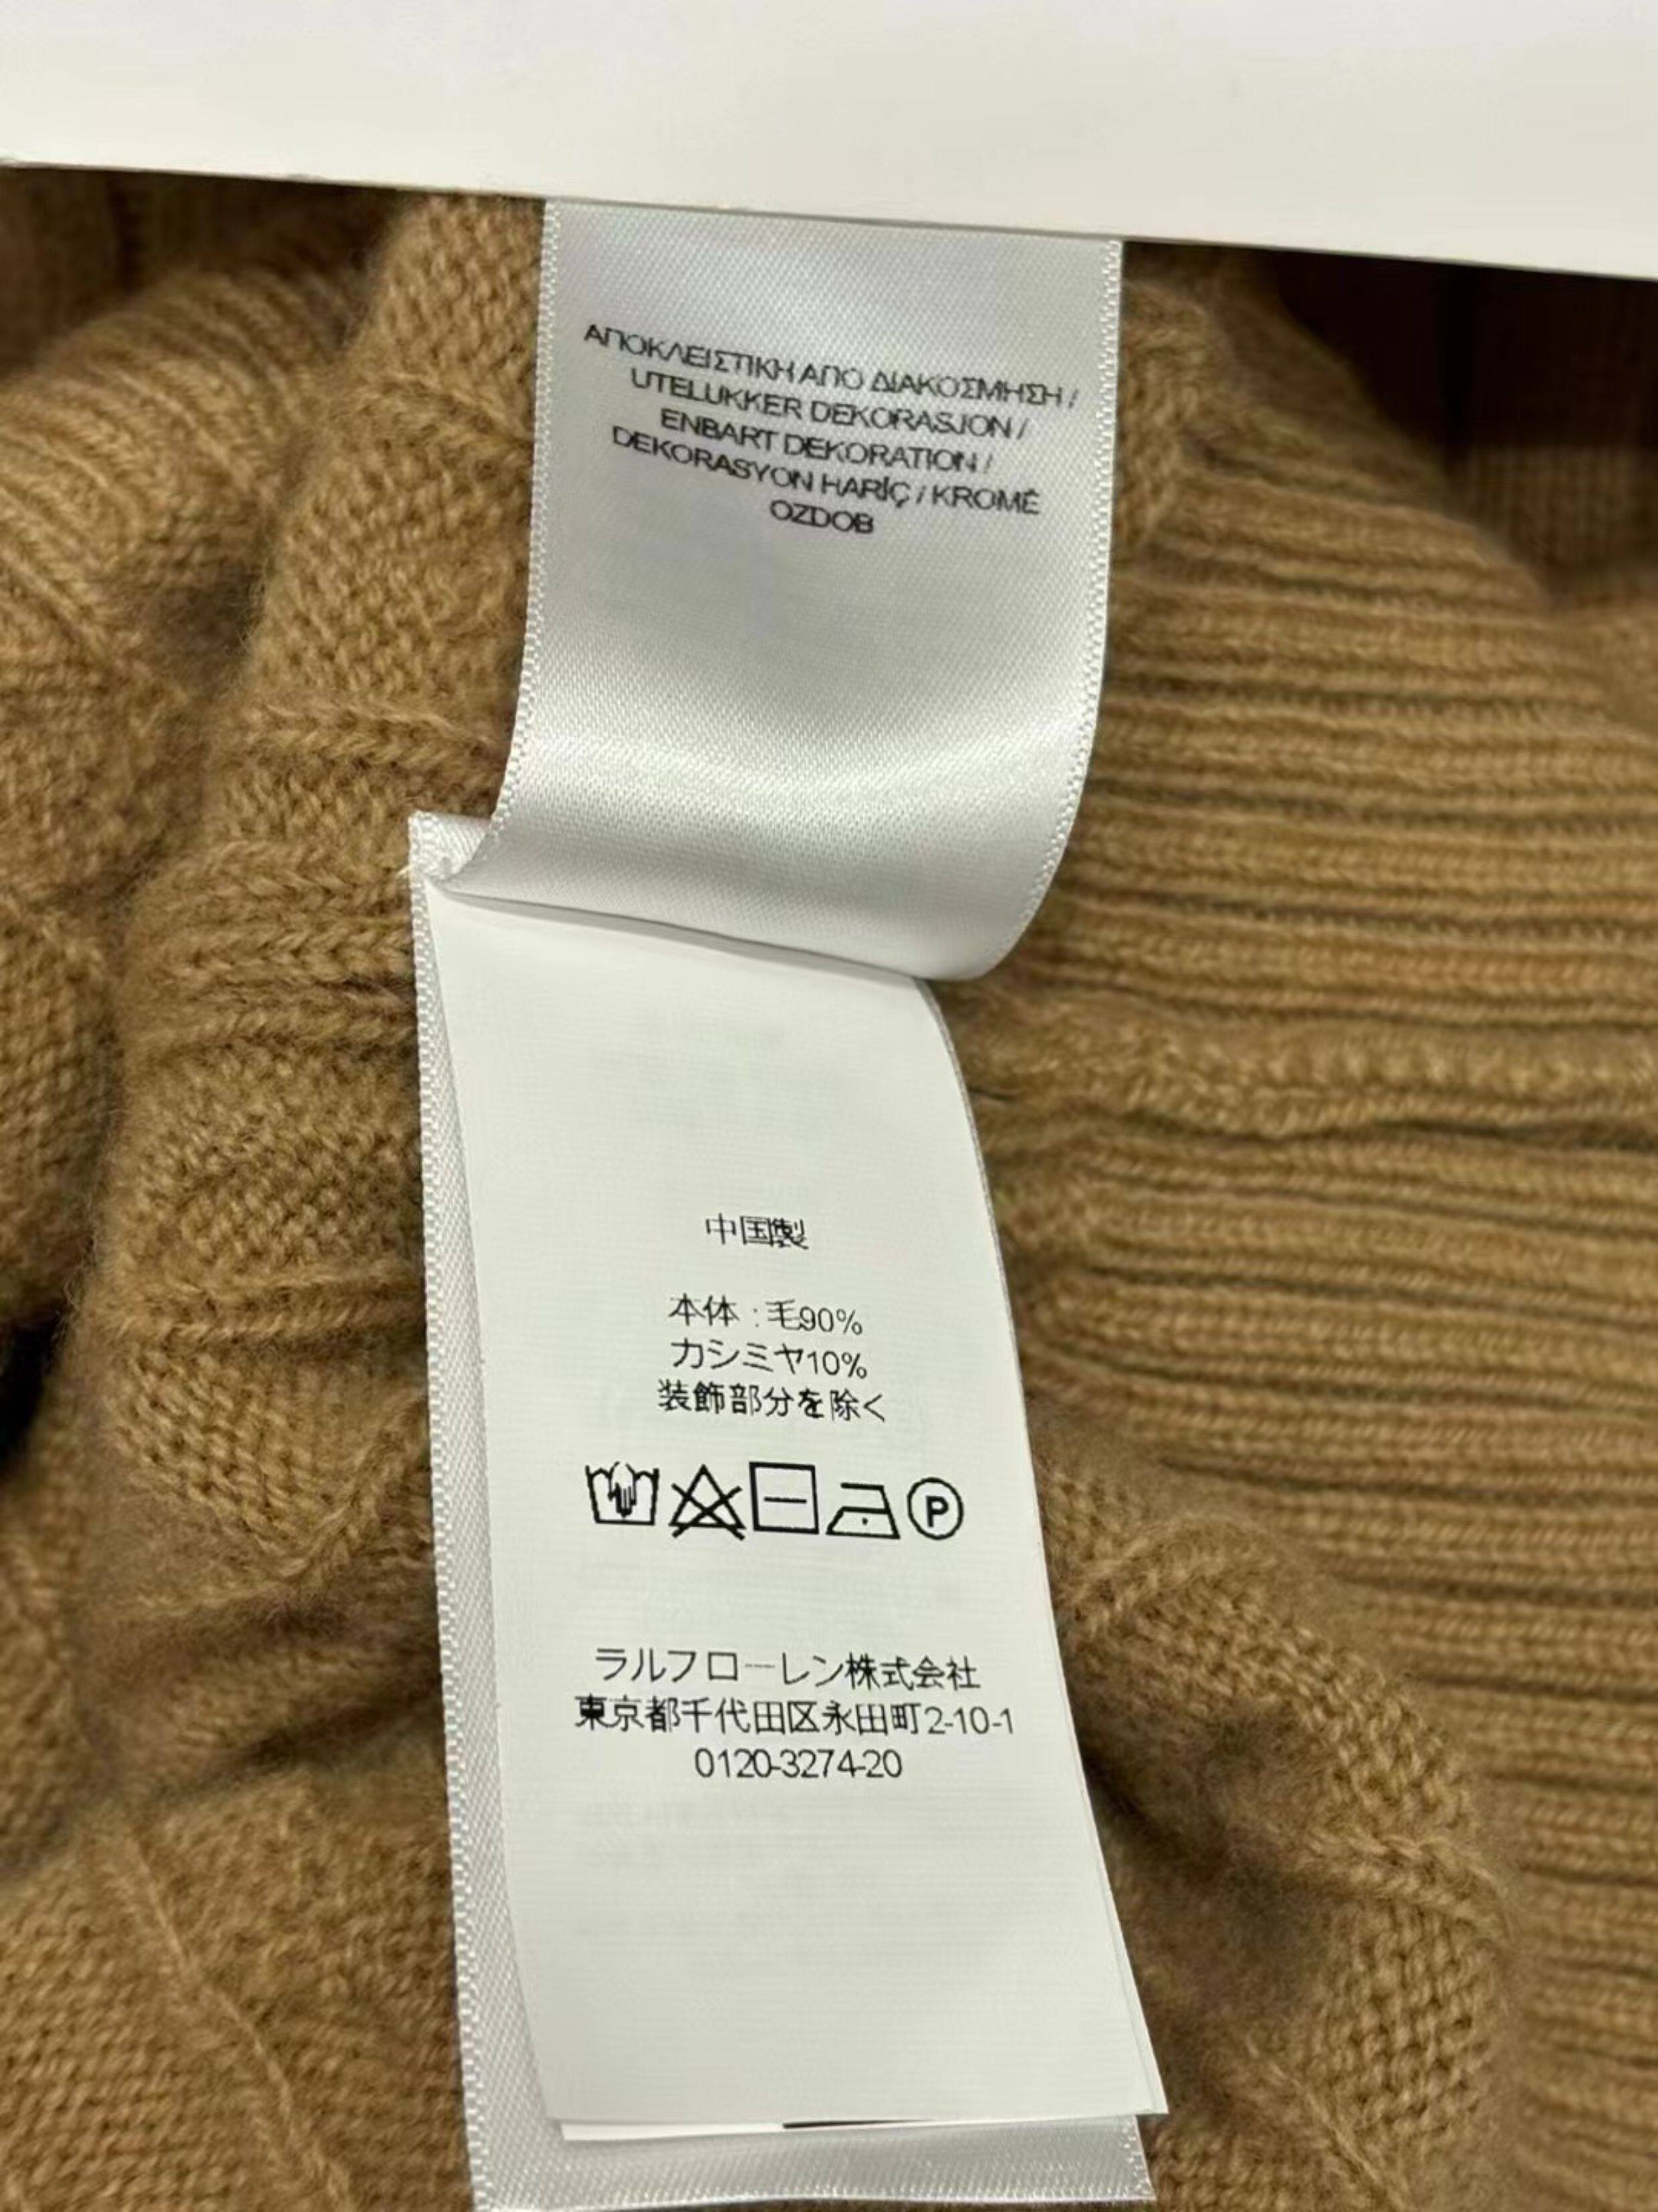 ΑΠΟΚΛΕΙΣΤΙΚΗ ΑΠΟ ΔΙΑΚΟΣΜΗΣΗ /
UTELUKKER DEKORASJON /
ENBART DEKORATION /
DEKORASYON HARİÇ / KROMĚ
OZDOB
中国製
本体 : 毛90%
カシミヤ10%
装飾部分を除く
P
ラルフローレン株式会社
東京都千代田区永田町2-10-1
0120-3274-20